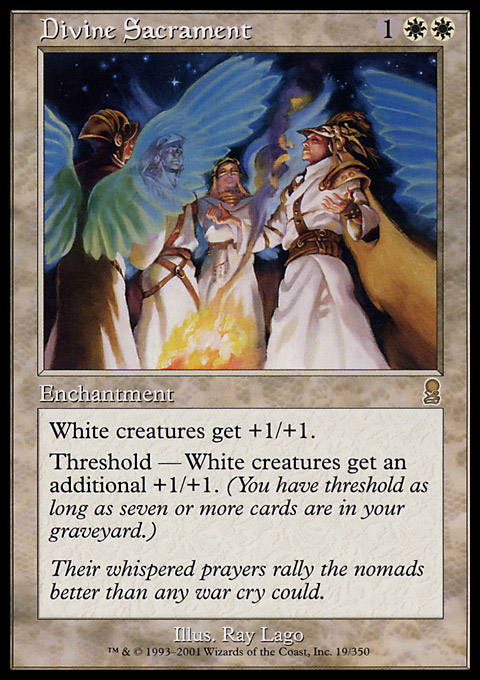 Divine Sacrament 1
Enchantment
White creatures get +1/+1.
Threshold — White creatures get an
additional +1/+1. (You have threshold as
long as seven or more cards are in your
graveyard.)
Their whispered prayers rally the nomads
better than any war cry could.
Illus. Ray Lago
™ & © 1993–2001 Wizards of the Coast, Inc. 19/350